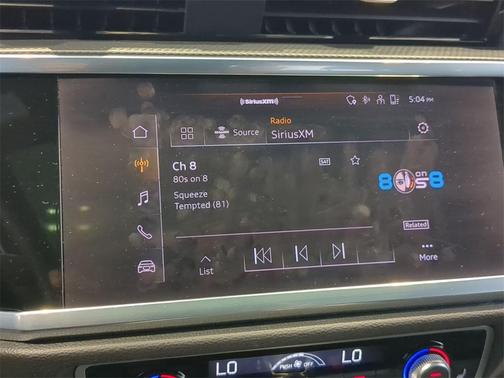 ((SiriusXM))
5:04 PM
Radio
Source
SiriusXM
Ch 8
SAT
80s on 8
8 on 8
Squeeze
Tempted (81)
Related
List
More
LO
PUSH OFF
LO